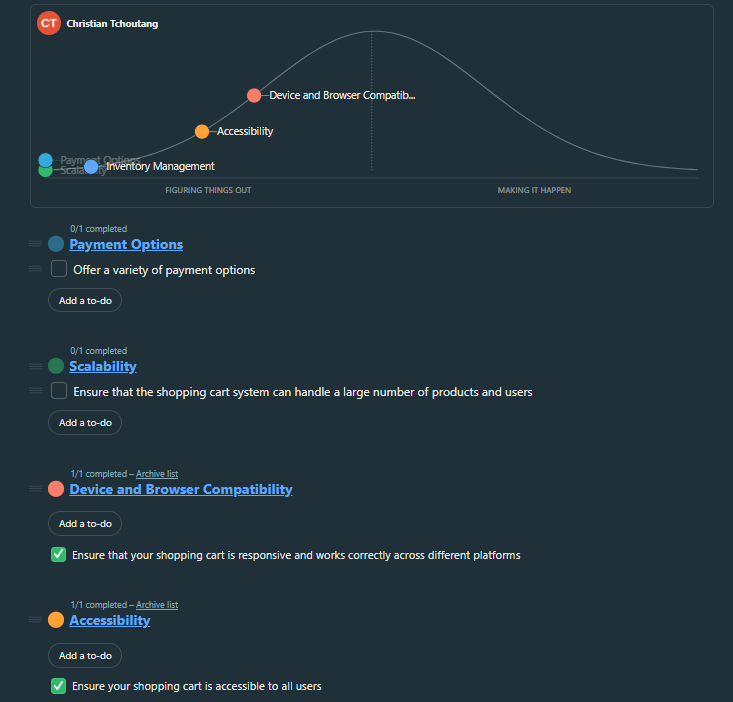 CT Christian Tchoutang
Device and Browser Compatib...
Accessibility
Payment Options
Inventory Management
Scalability
FIGURING THINGS OUT
MAKING IT HAPPEN
0/1 completed
Payment Options
Offer a variety of payment options
Add a to-do
0/1 completed
Scalability
Ensure that the shopping cart system can handle a large number of products and users
Add a to-do
1/1 completed – Archive list
Device and Browser Compatibility
Add a to-do
Ensure that your shopping cart is responsive and works correctly across different platforms
1/1 completed – Archive list
Accessibility
Add a to-do
Ensure your shopping cart is accessible to all users